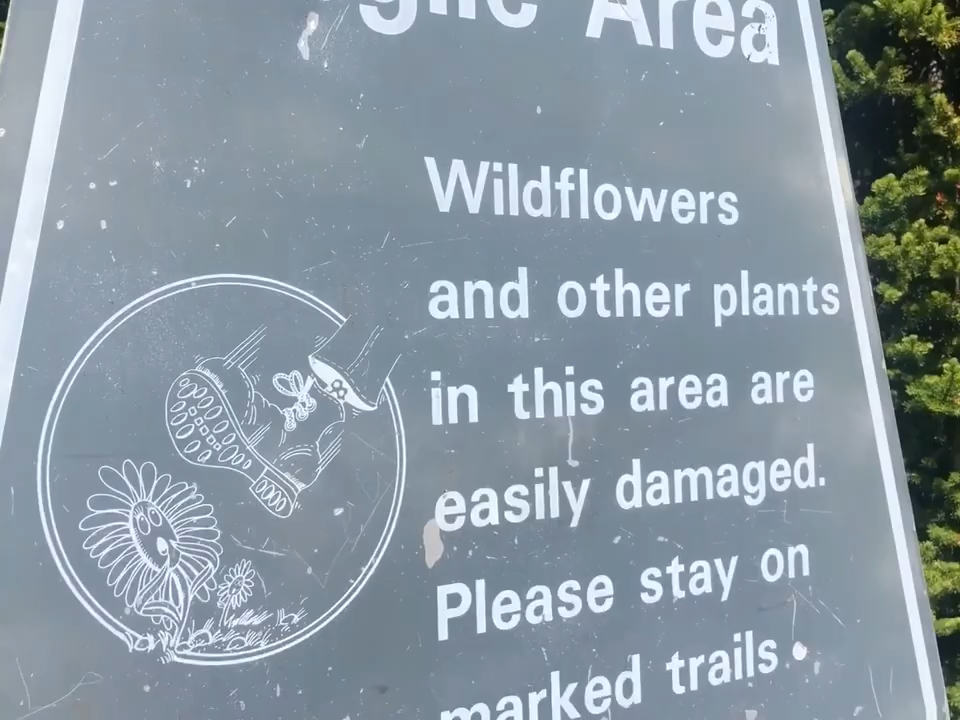 Area
Wildflowers
and other plants
in this area are
easily damaged.
Please stay on
marked trails.